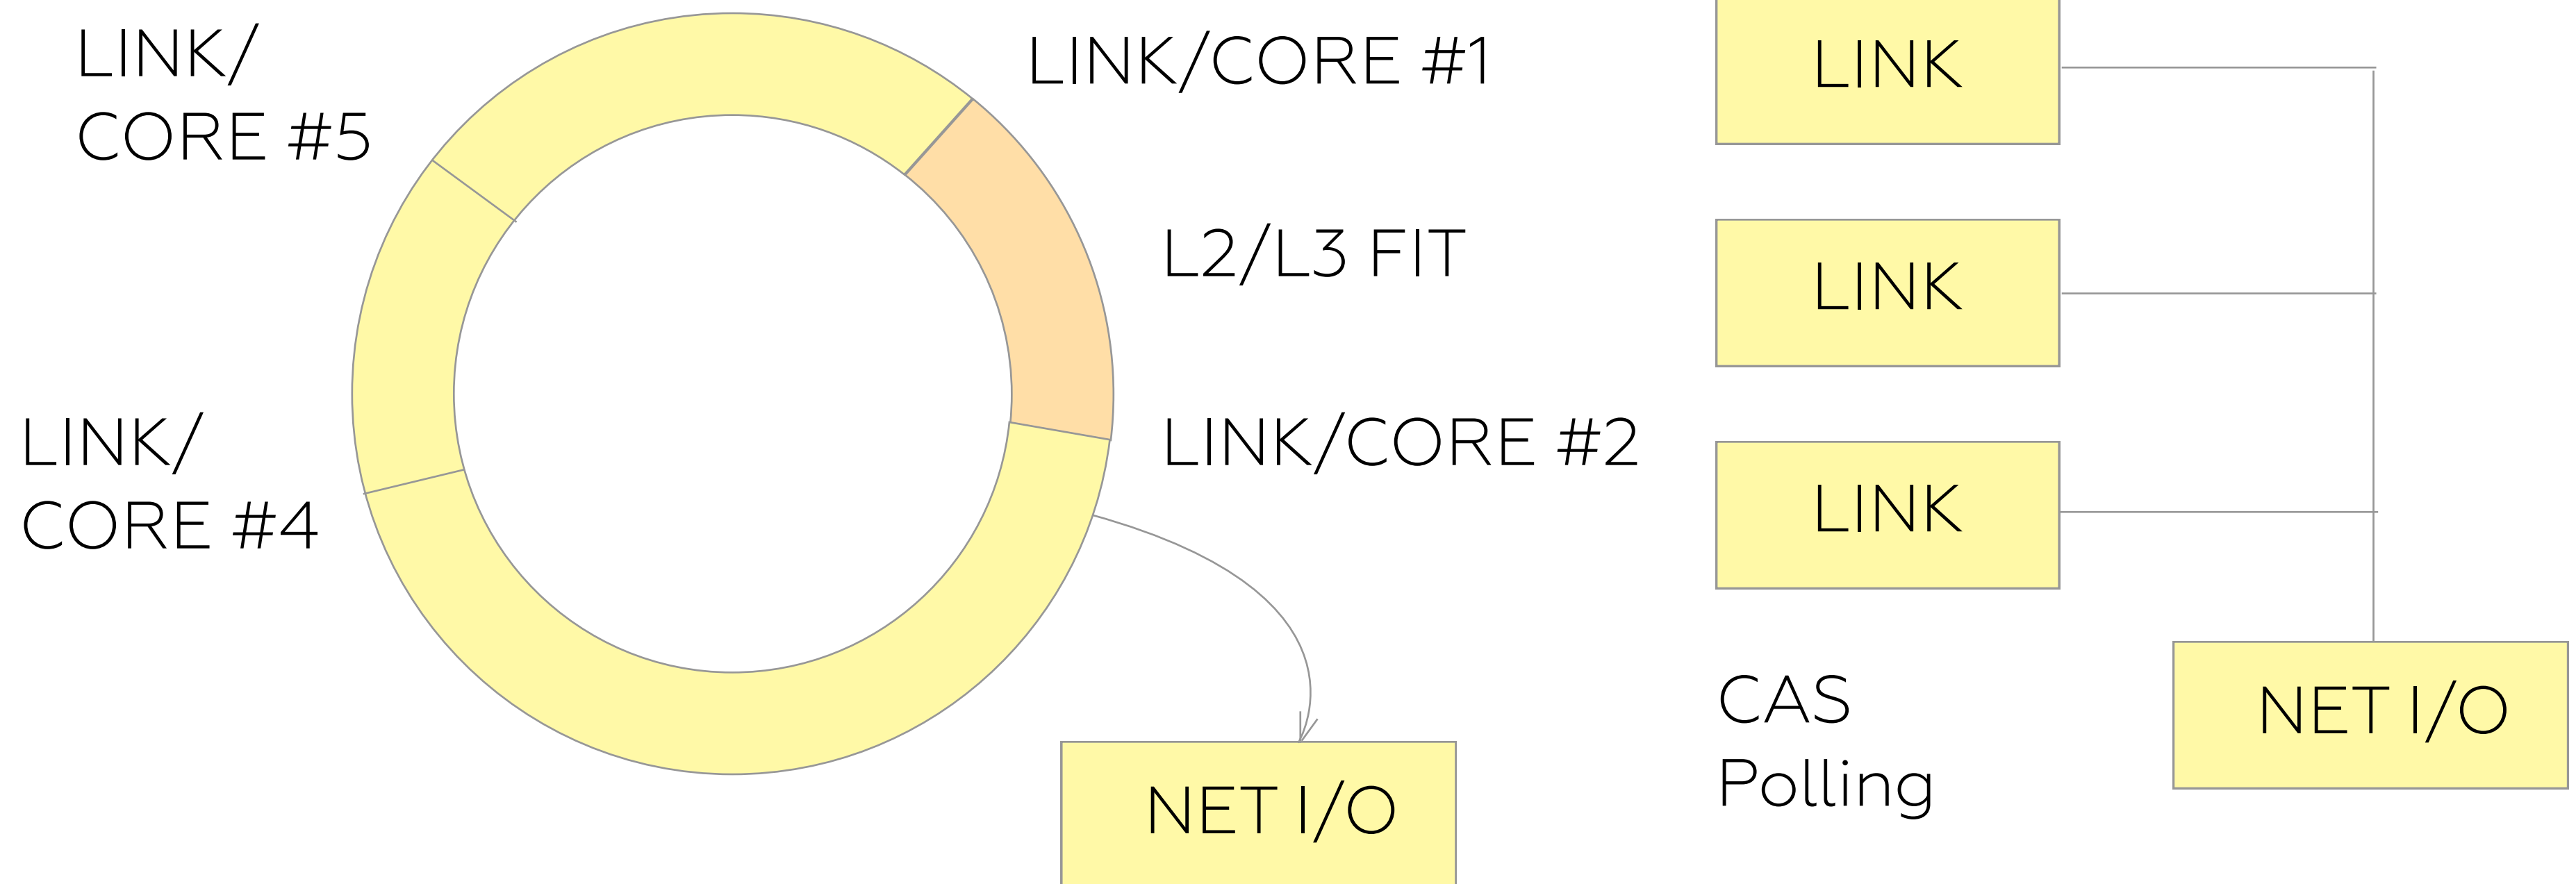 LINK/
CORE #5
LINK/CORE #1
L2/L3 FIT
LINK/
CORE #4
LINK/CORE #2
NET I/O
LINK
LINK
LINK
CAS
Polling
NET I/O